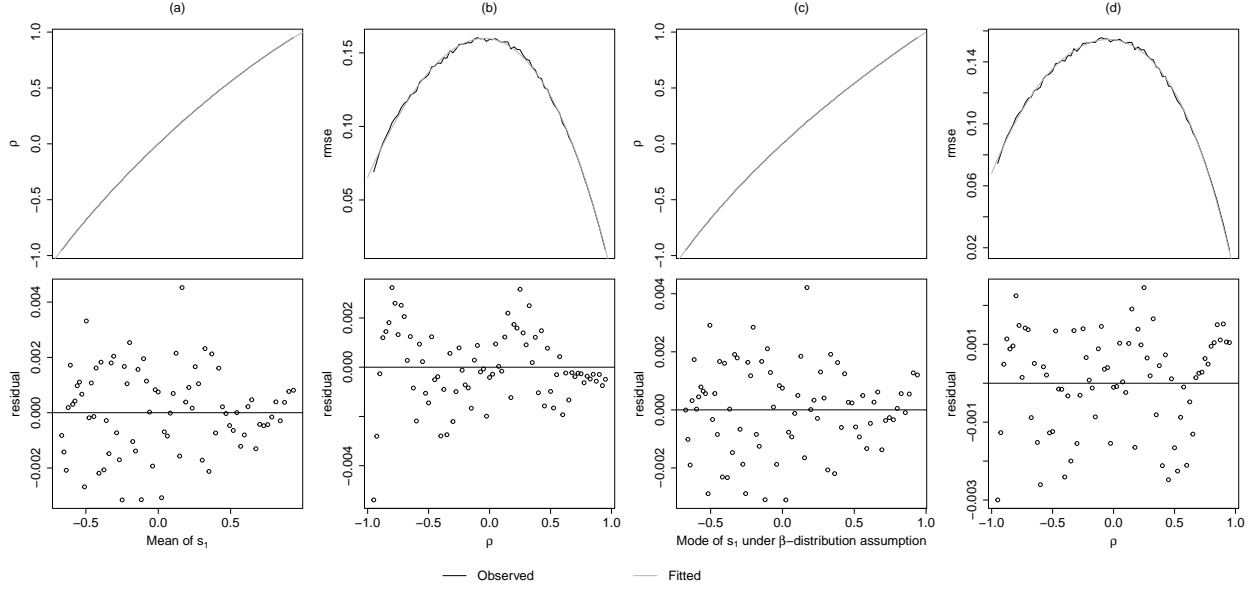 (a)
(b)
(c)
(d)
ρ
−1.0
−0.5
0.0
0.5
1.0
rmse
0.05
0.10
0.15
ρ
−1.0
−0.5
0.0
0.5
1.0
rmse
0.02
0.06
0.10
0.14
residual
−0.002
0.000
0.002
0.004
−0.5
0.0
0.5
Mean of s1
residual
−0.004
0.000
0.002
−1.0
−0.5
0.0
0.5
1.0
ρ
residual
−0.002
0.000
0.002
0.004
−0.5
0.0
0.5
1.0
Mode of s1 under β−distribution assumption
residual
−0.003
−0.001
0.001
−1.0
−0.5
0.0
0.5
1.0
ρ
Observed
Fitted